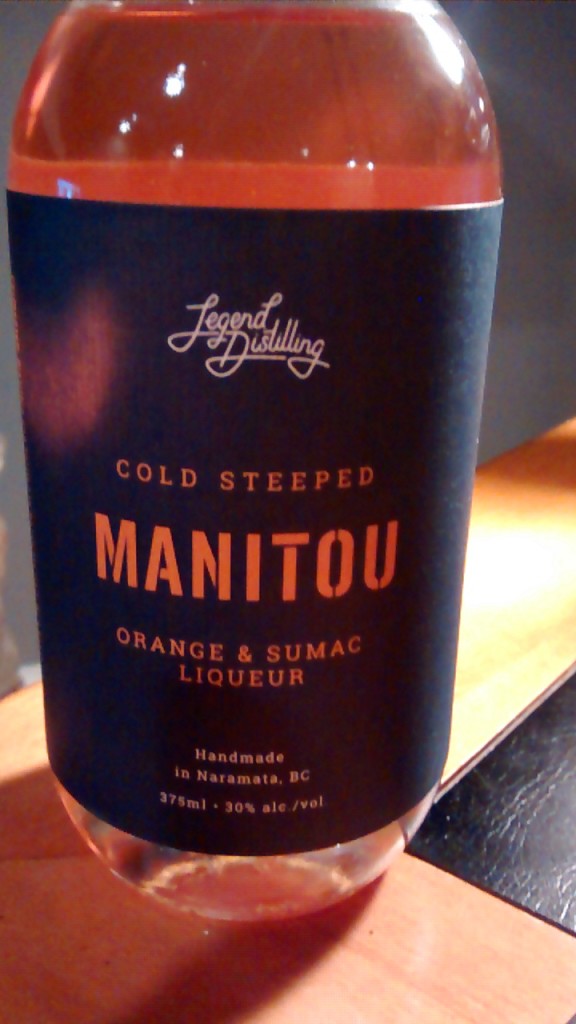 Legend
Distilling
COLD STEEPED
MANITOU
ORANGE & SUMAC
LIQUEUR
Handmade
in Naramata, BC
375ml • 30% alc./vol.